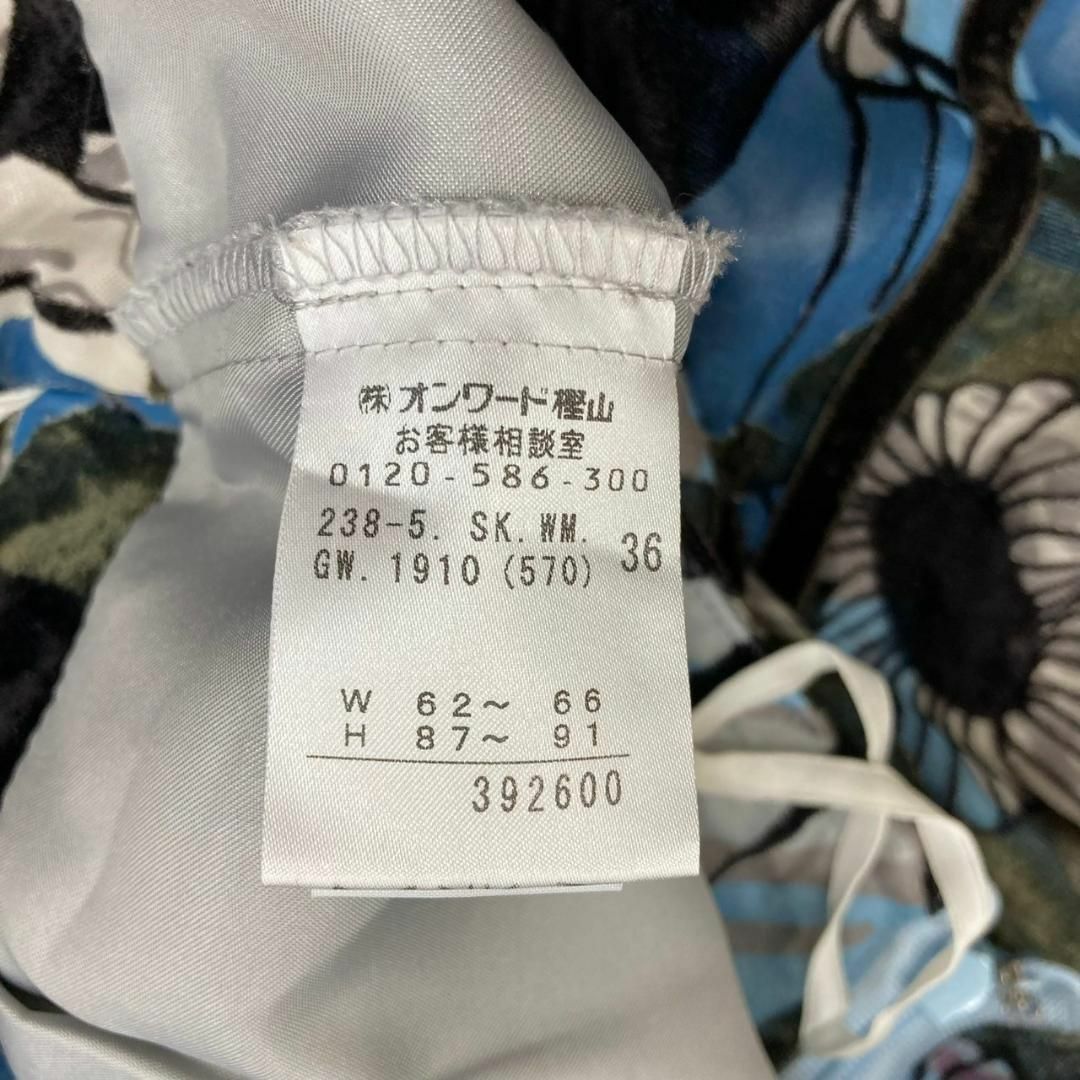 ㈱オンワード樫山
お客様相談室
0120-586-300
238-5. SK. WM.
GW. 1910 (570) 36
W 62〜 66
H 87〜 91
392600